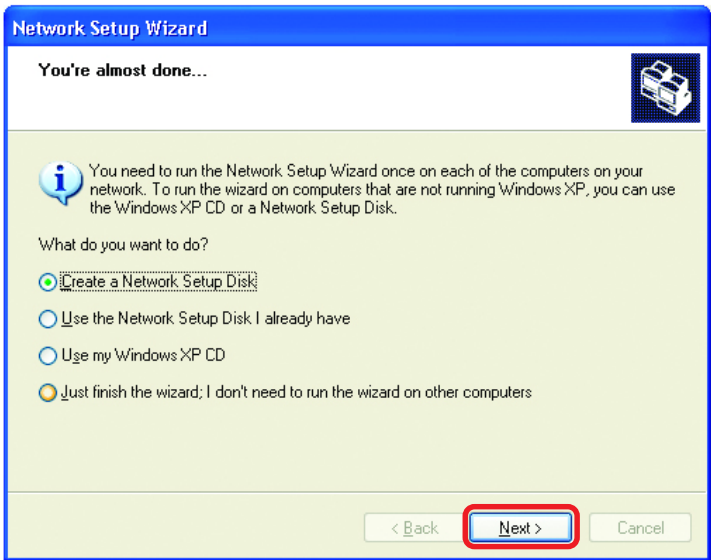 Network Setup Wizard
You're almost done...
You need to run the Network Setup Wizard once on each of the computers on your
network. To run the wizard on computers that are not running Windows XP, you can use
the Windows XP CD or a Network Setup Disk.
What do you want to do?
Create a Network Setup Disk
Use the Network Setup Disk I already have
Use my Windows XP CD
Just finish the wizard; I don't need to run the wizard on other computers
< Back Next > Cancel